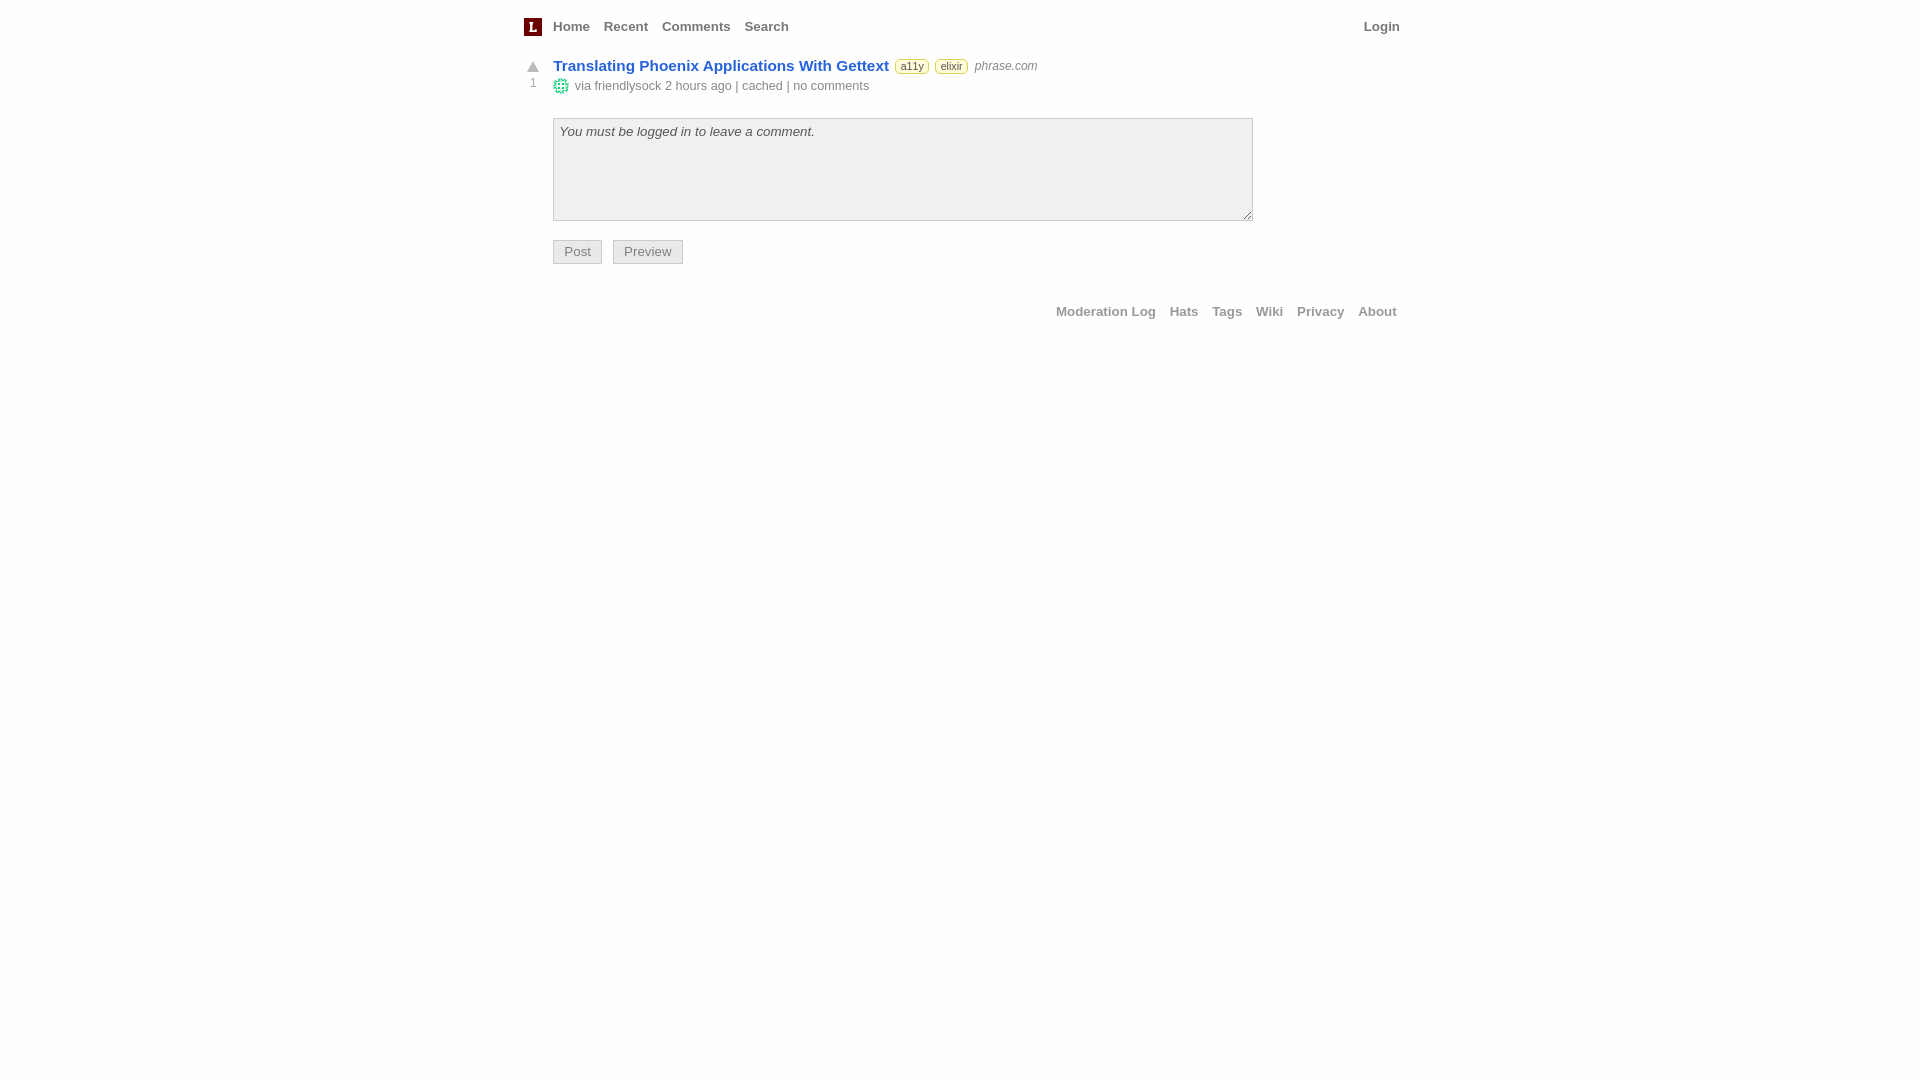 L Home Recent Comments Search Login
1 Translating Phoenix Applications With Gettext a11y elixir phrase.com
via friendlysock 2 hours ago | cached | no comments
You must be logged in to leave a comment.
Post Preview
Moderation Log Hats Tags Wiki Privacy About